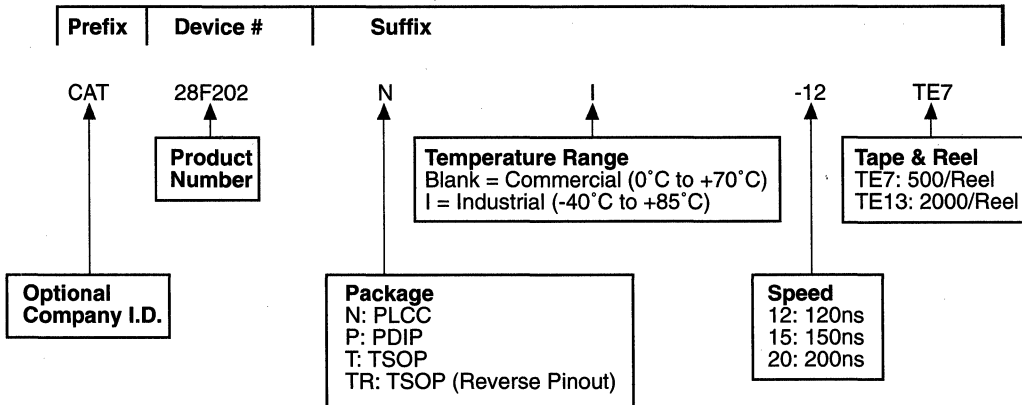 Prefix Device # Suffix
CAT 28F202 N I -12 TE7
Product
Number
Temperature Range
Blank = Commercial (0˚C to +70˚C)
I = Industrial (-40˚C to +85˚C)
Tape & Reel
TE7: 500/Reel
TE13: 2000/Reel
Optional
Company I.D.
Package
N: PLCC
P: PDIP
T: TSOP
TR: TSOP (Reverse Pinout)
Speed
12: 120ns
15: 150ns
20: 200ns